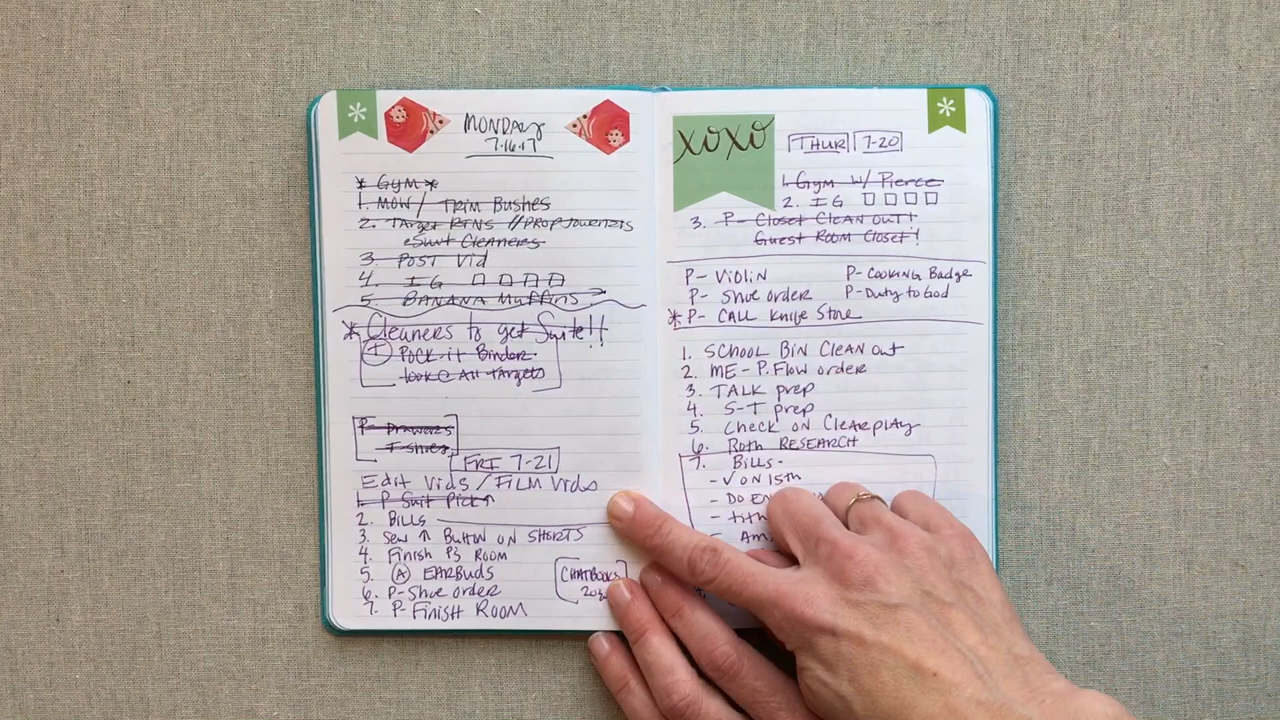 MONDAY
7.16.17
* GYM *
1. MOW / TRIM BUSHES
2. TARGET RTNS // PROP JOURNALS
Suit Cleaners
3. POST Vid
4. IG
5. BANANA MUFFINS
* Cleaners to get Suite!!
T POCK-it Binder
look @ All TARgets
P- Drawers
T-Shirts
FRI 7-21
Edit Vids / FILM Vids
1. P Suit Pick ↑
2. BILLS
3. Sew ↑ Button ON SHORTS
4. Finish P's ROOM
5. A EARBUDS
6. P-Shoe order
7. P- Finish ROOM
CHATBOOKS
xoxo
THUR 7-20
1. Gym W/ Pierce
2. IG
3. P- Closet CLEAN OUT!
Guest ROOM Closet!
P- VIOLIN
P- COOKING Badge
P- Shoe order
P-Duty to God
* P- CALL Knife Store
1. SCHOOL BIN CLEAN OUT
2. ME - P. Flow order
3. TALK prep
4. S-T prep
5. Check ON Clearplay
6. Roth RESEARCH
7. Bills-
- ✓ ON 15th
- DO
- tith